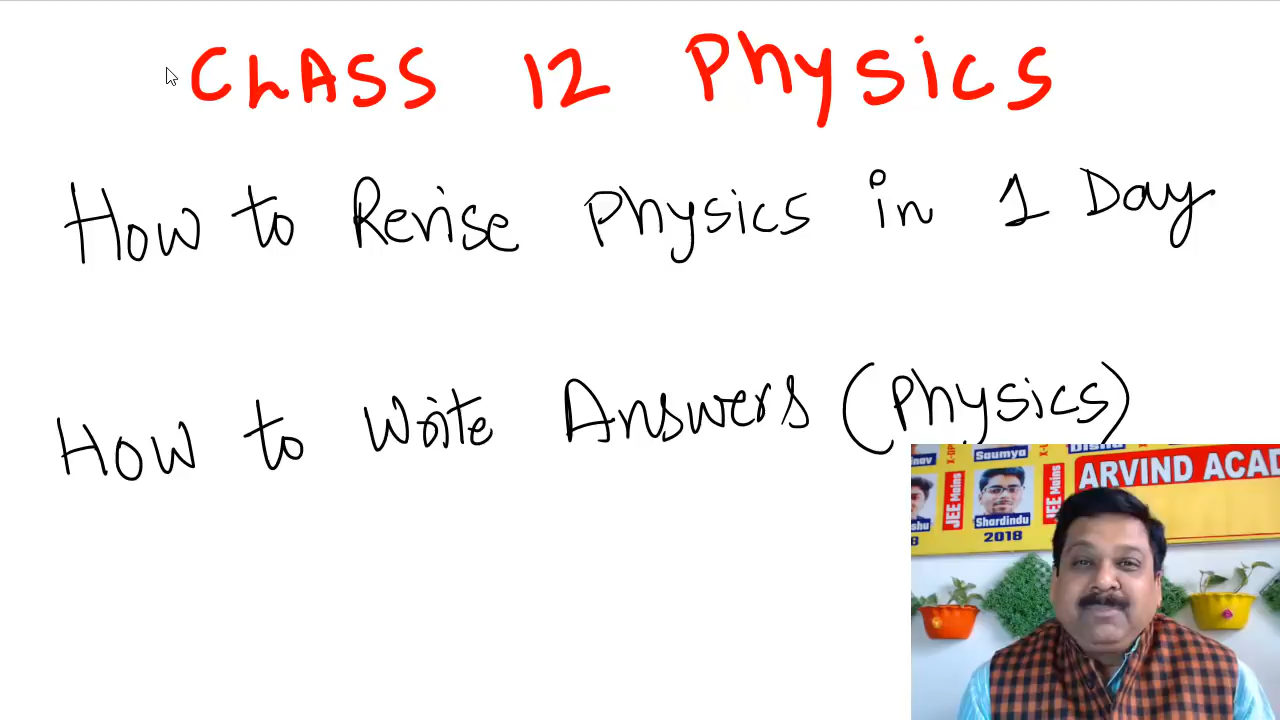 CLASS 12 Physics
How to Revise Physics in 1 Day
How to Write Answers (Physics)
Saumya
ARVIND ACAD
JEE Mains
JEE Mains
Shardindu
2018